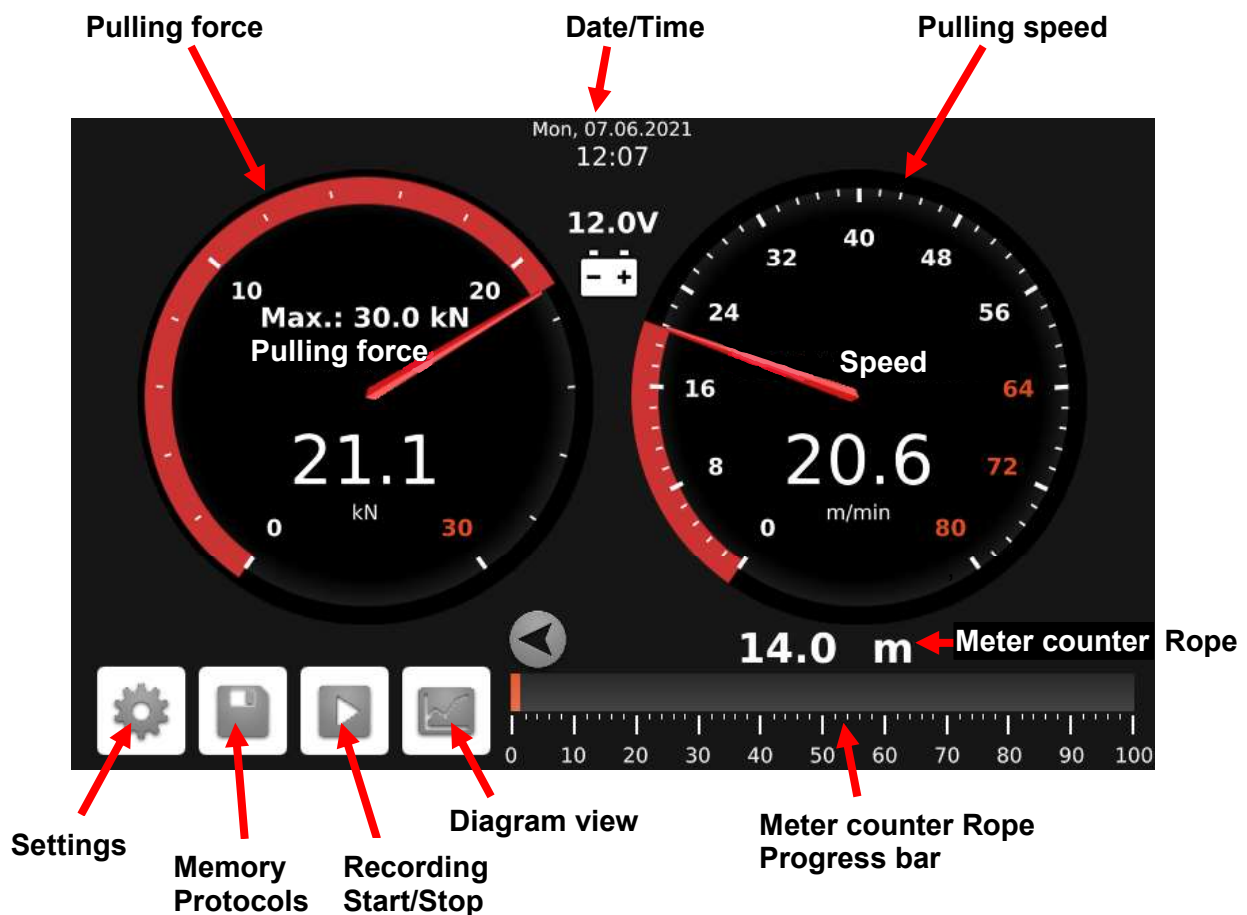 Pulling force
Date/Time
Pulling speed
Mon, 07.06.2021
12:07
12.0V
- +
10
20
Max.: 30.0 kN
Pulling force
21.1
kN
0
30
40
32
48
24
56
Speed
16
64
20.6
8
72
m/min
0
80
14.0 m
Meter counter Rope
0 10 20 30 40 50 60 70 80 90 100
Settings
Memory
Protocols
Recording
Start/Stop
Diagram view
Meter counter Rope
Progress bar